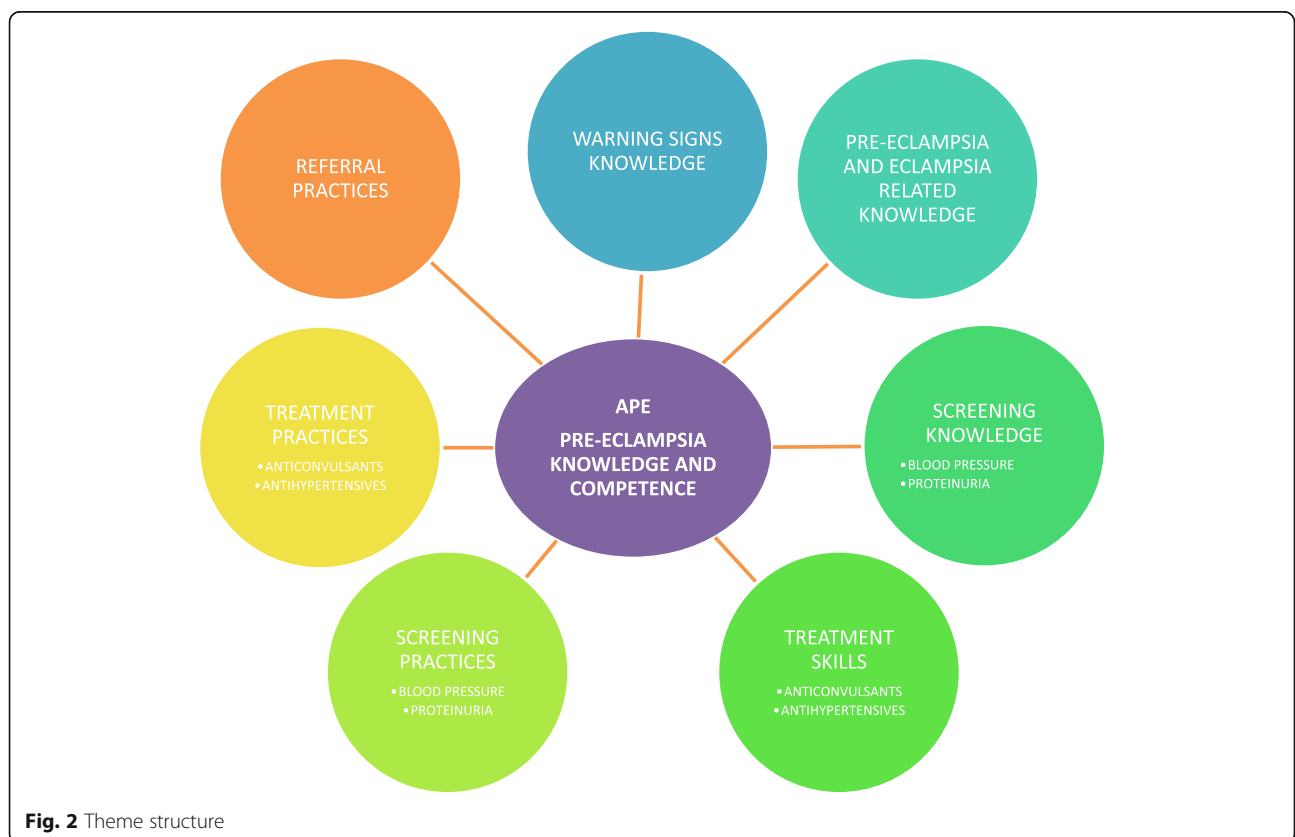 WARNING SIGNS
KNOWLEDGE
PRE-ECLAMPSIA
AND ECLAMPSIA
RELATED
KNOWLEDGE
SCREENING
KNOWLEDGE
•BLOOD PRESSURE
•PROTEINURIA
TREATMENT
SKILLS
•ANTICONVULSANTS
•ANTIHYPERTENSIVES
SCREENING
PRACTICES
•BLOOD PRESSURE
•PROTEINURIA
TREATMENT
PRACTICES
•ANTICONVULSANTS
•ANTIHYPERTENSIVES
REFERRAL
PRACTICES
APE
PRE-ECLAMPSIA
KNOWLEDGE AND
COMPETENCE
Fig. 2 Theme structure